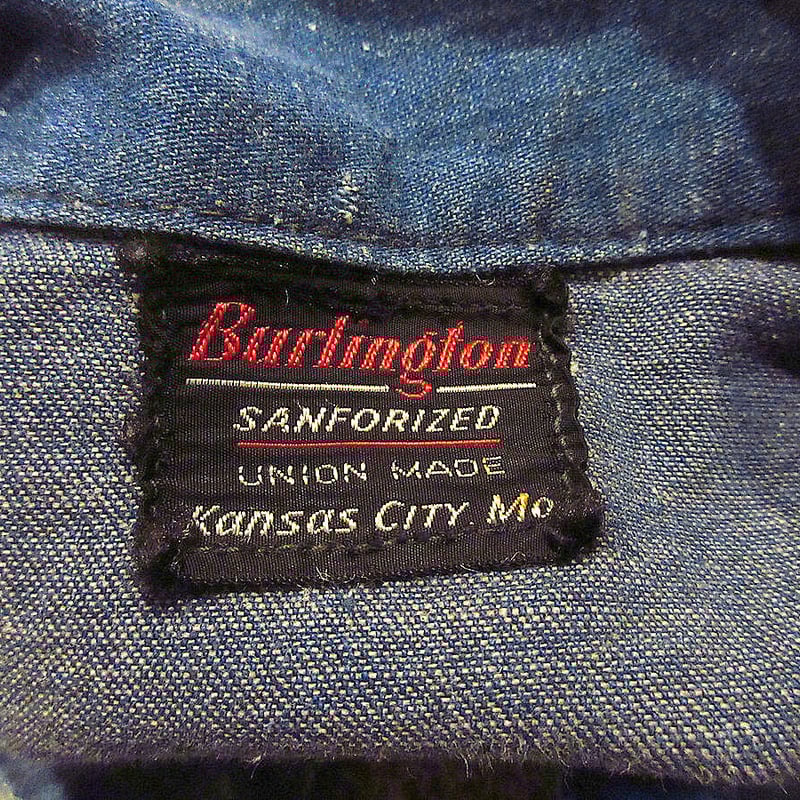 Burlington
SANFORIZED
UNION MADE
Kansas CITY. Mo